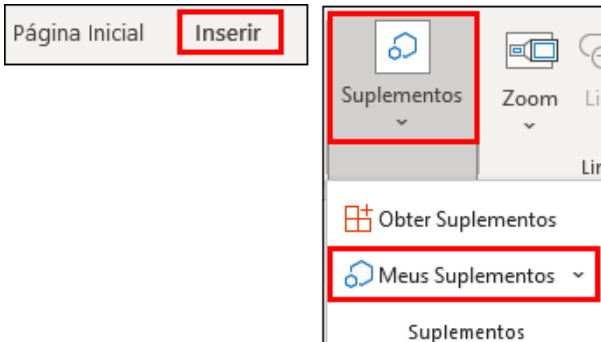 Página Inicial Inserir
Suplementos
Zoom
Obter Suplementos
Meus Suplementos
Suplementos